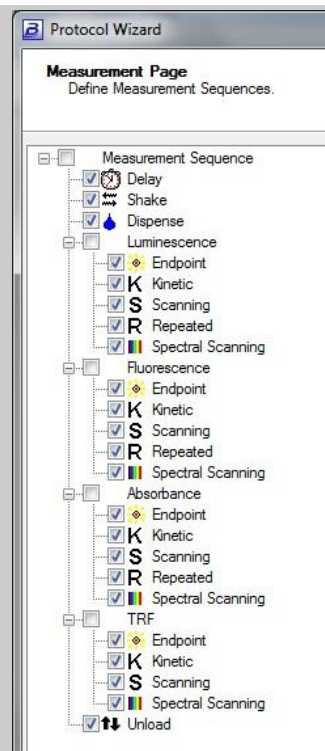 B Protocol Wizard
Measurement Page
Define Measurement Sequences.
Measurement Sequence
Delay
Shake
Dispense
Luminescence
Endpoint
K Kinetic
S Scanning
R Repeated
Spectral Scanning
Fluorescence
Endpoint
K Kinetic
S Scanning
R Repeated
Spectral Scanning
Absorbance
Endpoint
K Kinetic
S Scanning
R Repeated
Spectral Scanning
TRF
Endpoint
K Kinetic
S Scanning
Spectral Scanning
Unload